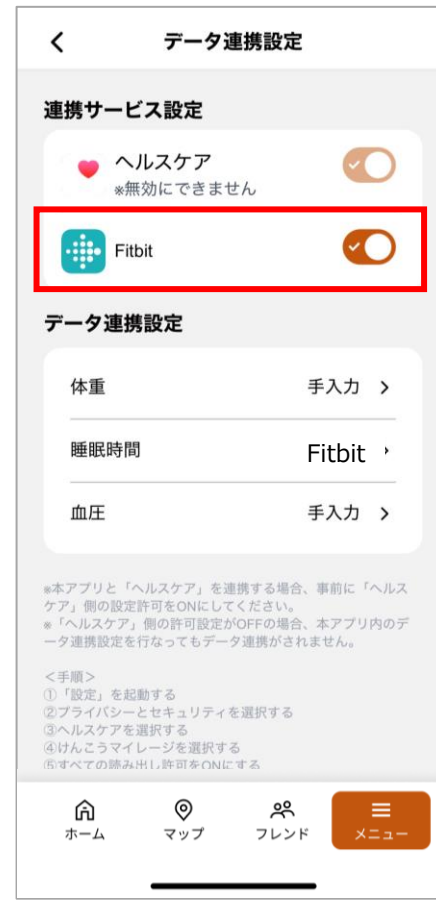 データ連携設定
連携サービス設定
ヘルスケア
※無効にできません
Fitbit
データ連携設定
体重 手入力
睡眠時間 Fitbit
血圧 手入力
※本アプリと「ヘルスケア」を連携する場合、事前に「ヘルス
ケア」側の設定許可をONにしてください。
※「ヘルスケア」側の許可設定がOFFの場合、本アプリ内のデ
ータ連携設定を行なってもデータ連携がされません。
＜手順＞
①「設定」を起動する
②プライバシーとセキュリティを選択する
③ヘルスケアを選択する
④けんこうマイレージを選択する
⑤すべての読み出し許可をONにする
ホーム マップ フレンド メニュー